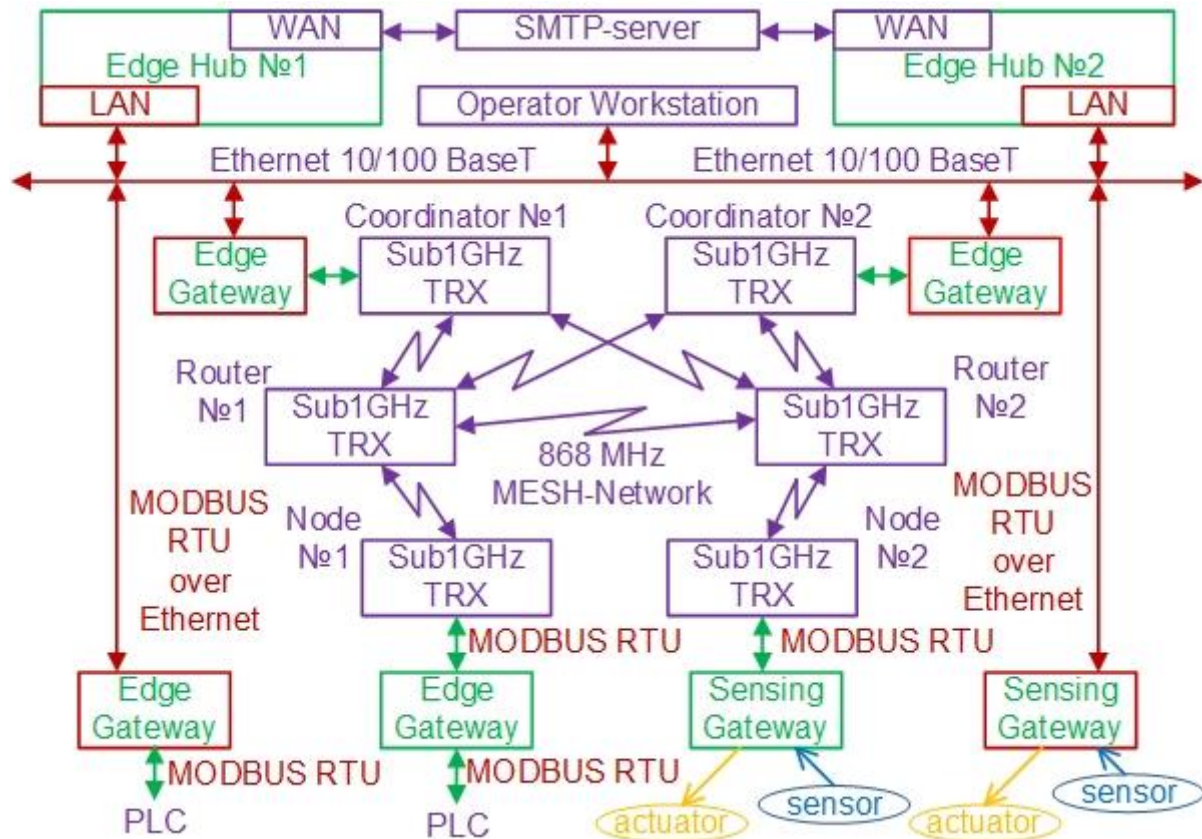 WAN
SMTP-server
WAN
Edge Hub №1
Edge Hub №2
LAN
Operator Workstation
LAN
Ethernet 10/100 BaseT
Ethernet 10/100 BaseT
Coordinator №1
Coordinator №2
Edge
Gateway
Sub1GHz
TRX
Sub1GHz
TRX
Edge
Gateway
Router
№1
Sub1GHz
TRX
Sub1GHz
TRX
Router
№2
868 MHz
MESH-Network
MODBUS
RTU
over
Ethernet
Node
№1
Sub1GHz
TRX
Sub1GHz
TRX
Node
№2
MODBUS
RTU
over
Ethernet
MODBUS RTU
MODBUS RTU
Edge
Gateway
Edge
Gateway
Sensing
Gateway
Sensing
Gateway
MODBUS RTU
MODBUS RTU
PLC
PLC
actuator
sensor
actuator
sensor